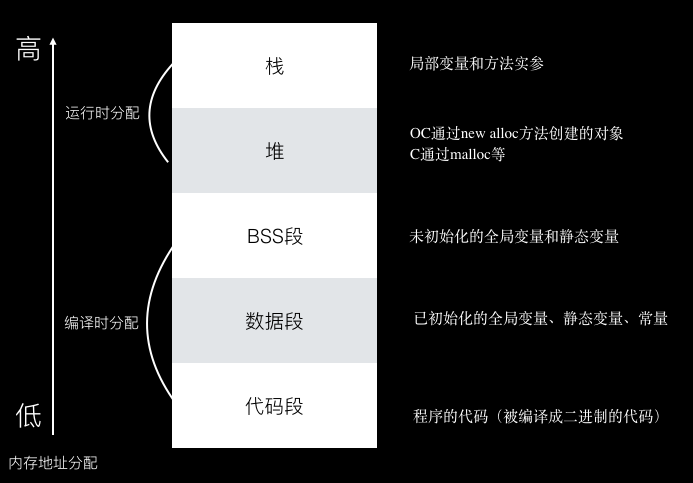 高
栈
局部变量和方法实参
运行时分配
堆
OC通过new alloc方法创建的对象
C通过malloc等
BSS段
未初始化的全局变量和静态变量
编译时分配
数据段
已初始化的全局变量、静态变量、常量
低
代码段
程序的代码（被编译成二进制的代码）
内存地址分配